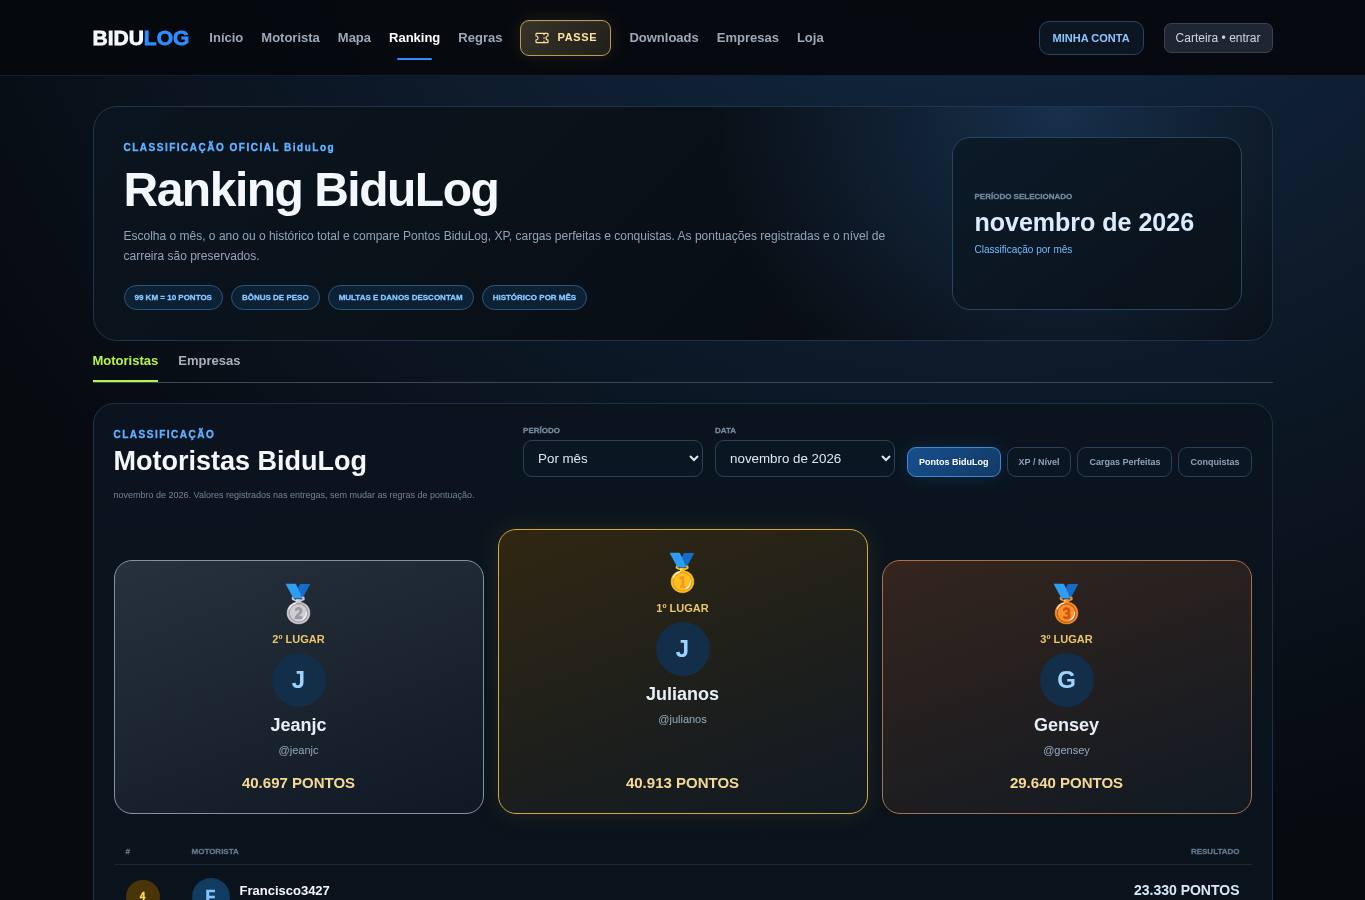 BIDULOG
Início
Motorista
Mapa
Ranking
Regras
PASSE
Downloads
Empresas
Loja
MINHA CONTA
Carteira • entrar
CLASSIFICAÇÃO OFICIAL BiduLog
Ranking BiduLog
Escolha o mês, o ano ou o histórico total e compare Pontos BiduLog, XP, cargas perfeitas e conquistas. As pontuações registradas e o nível de
carreira são preservados.
99 KM = 10 PONTOS
BÔNUS DE PESO
MULTAS E DANOS DESCONTAM
HISTÓRICO POR MÊS
PERÍODO SELECIONADO
novembro de 2026
Classificação por mês
Motoristas
Empresas
CLASSIFICAÇÃO
Motoristas BiduLog
novembro de 2026. Valores registrados nas entregas, sem mudar as regras de pontuação.
PERÍODO
Por mês
DATA
novembro de 2026
Pontos BiduLog
XP / Nível
Cargas Perfeitas
Conquistas
2
2º LUGAR
J
Jeanjc
@jeanjc
40.697 PONTOS
1
1º LUGAR
J
Julianos
@julianos
40.913 PONTOS
3
3º LUGAR
G
Gensey
@gensey
29.640 PONTOS
#
MOTORISTA
RESULTADO
4
F
Francisco3427
23.330 PONTOS